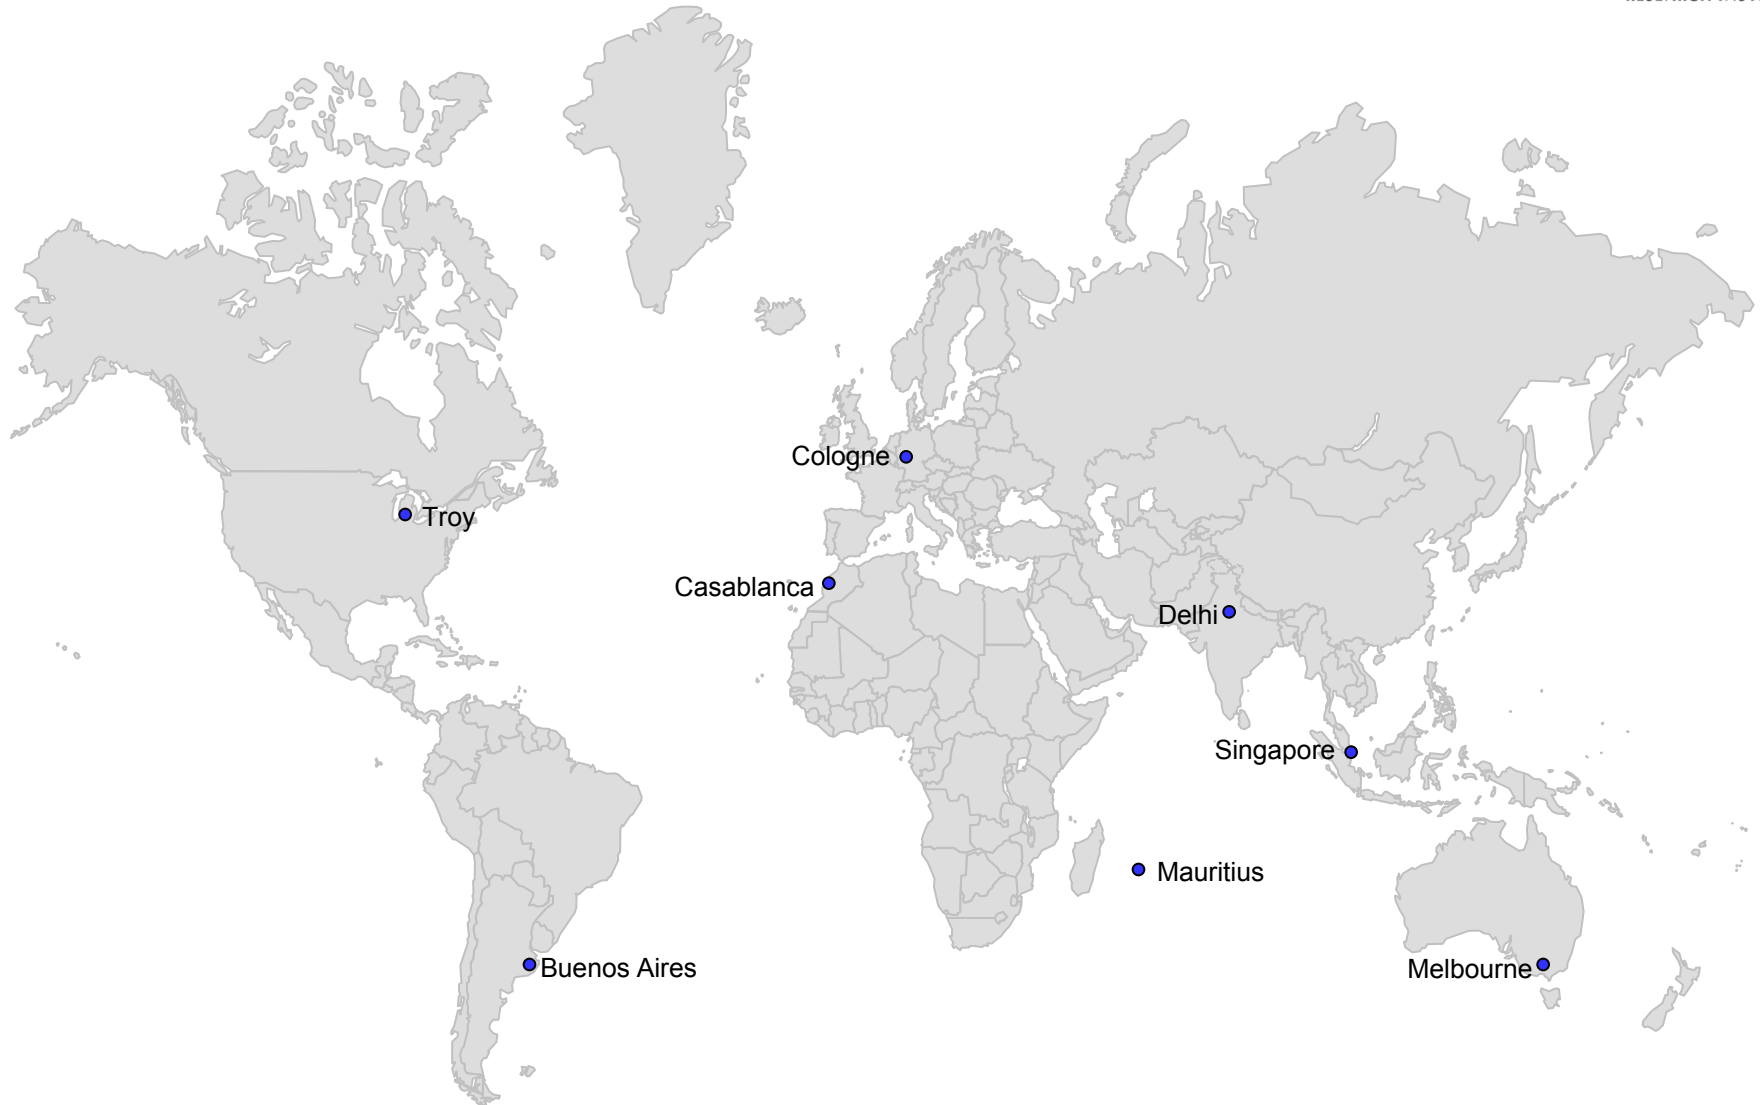 Cologne
Troy
Casablanca
Delhi
Singapore
Mauritius
Buenos Aires
Melbourne